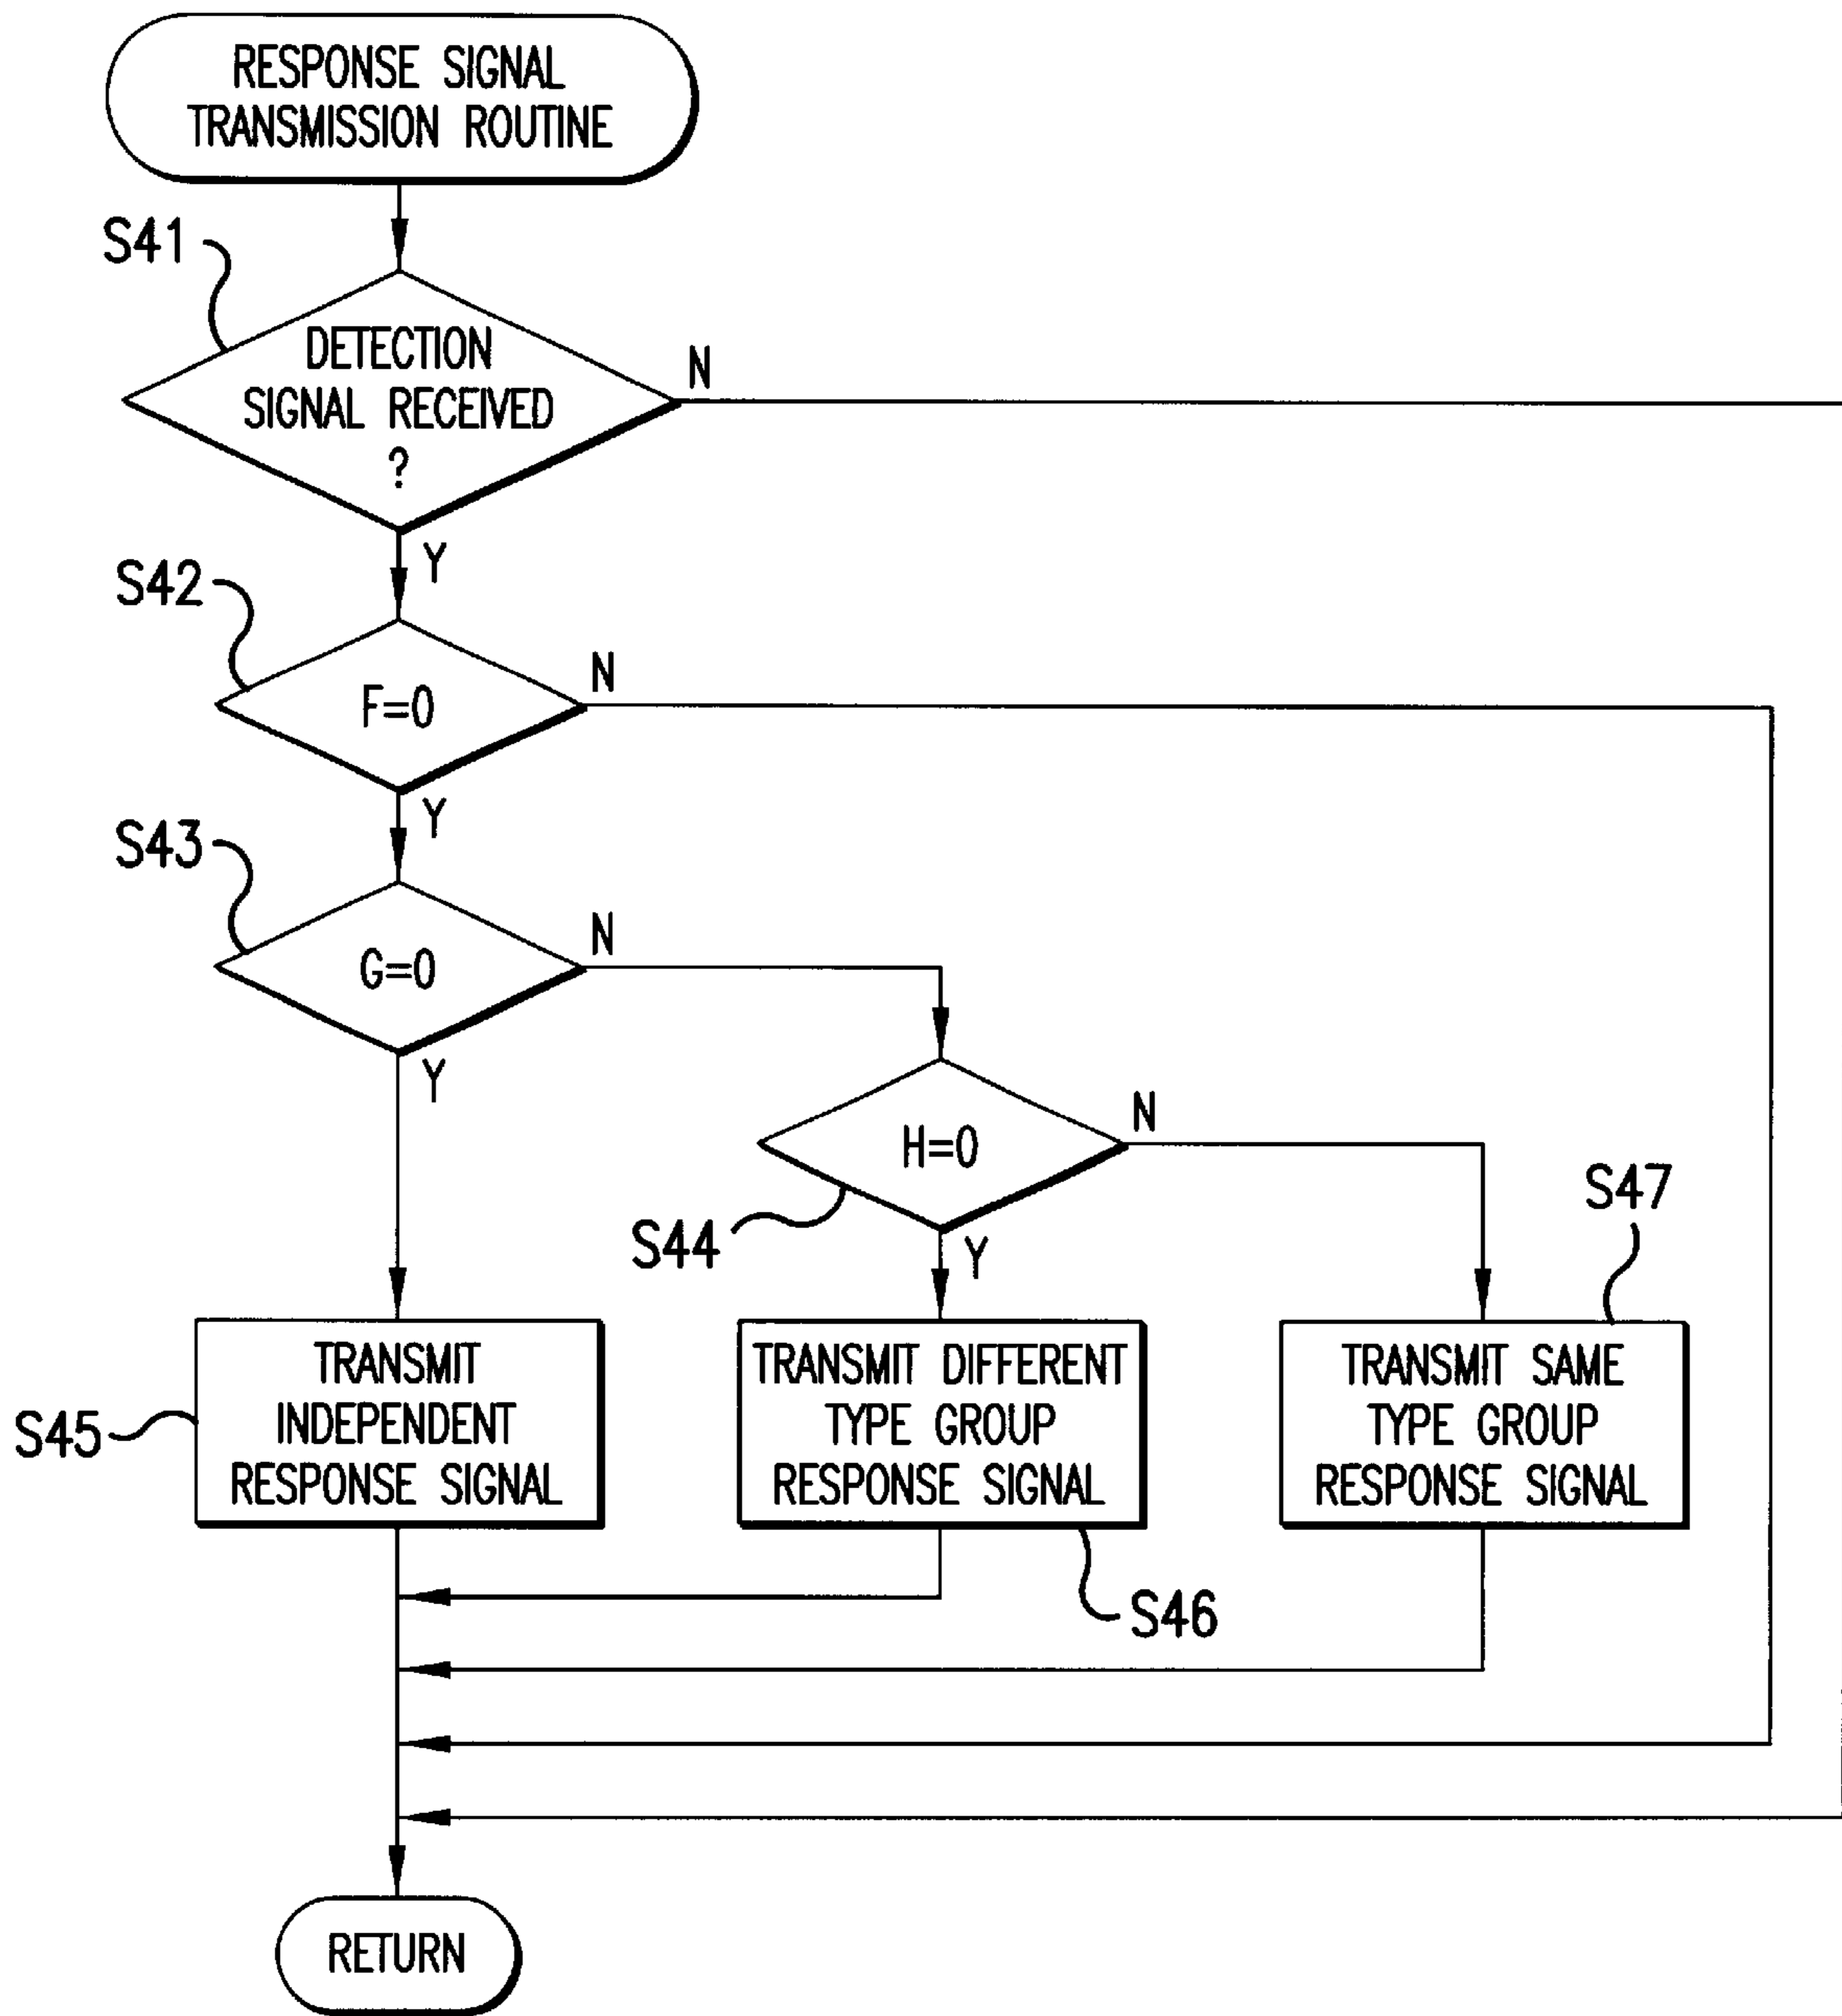 RESPONSE SIGNAL
TRANSMISSION ROUTINE
S41
DETECTION
SIGNAL RECEIVED
?
N
Y
S42
F=0
N
Y
S43
G=0
N
Y
H=0
N
S44
Y
S47
TRANSMIT
INDEPENDENT
RESPONSE SIGNAL
S45
TRANSMIT DIFFERENT
TYPE GROUP
RESPONSE SIGNAL
S46
TRANSMIT SAME
TYPE GROUP
RESPONSE SIGNAL
RETURN